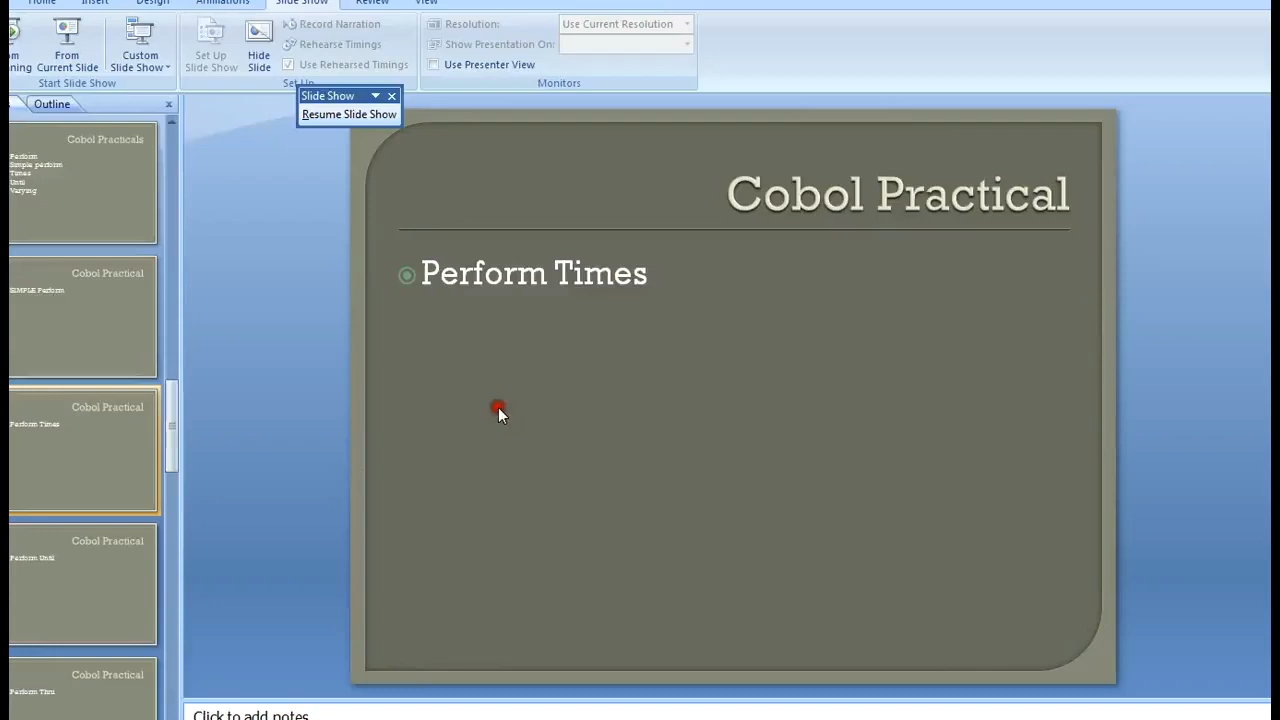 Home Insert Design Animations Slide Show Review View
Record Narration
Resolution:
Use Current Resolution
Rehearse Timings
Show Presentation On:
From
Current Slide
Custom
Slide Show
Set Up
Slide Show
Hide
Slide
Use Rehearsed Timings
Use Presenter View
Start Slide Show
Set Up
Monitors
Outline
Slide Show
Resume Slide Show
Cobol Practicals
Perform
Simple perform
Times
Until
Varying
Cobol Practical
SIMPLE Perform
Cobol Practical
Perform Times
Cobol Practical
Perform Until
Cobol Practical
Perform Thru
Cobol Practical
Perform Times
Click to add notes